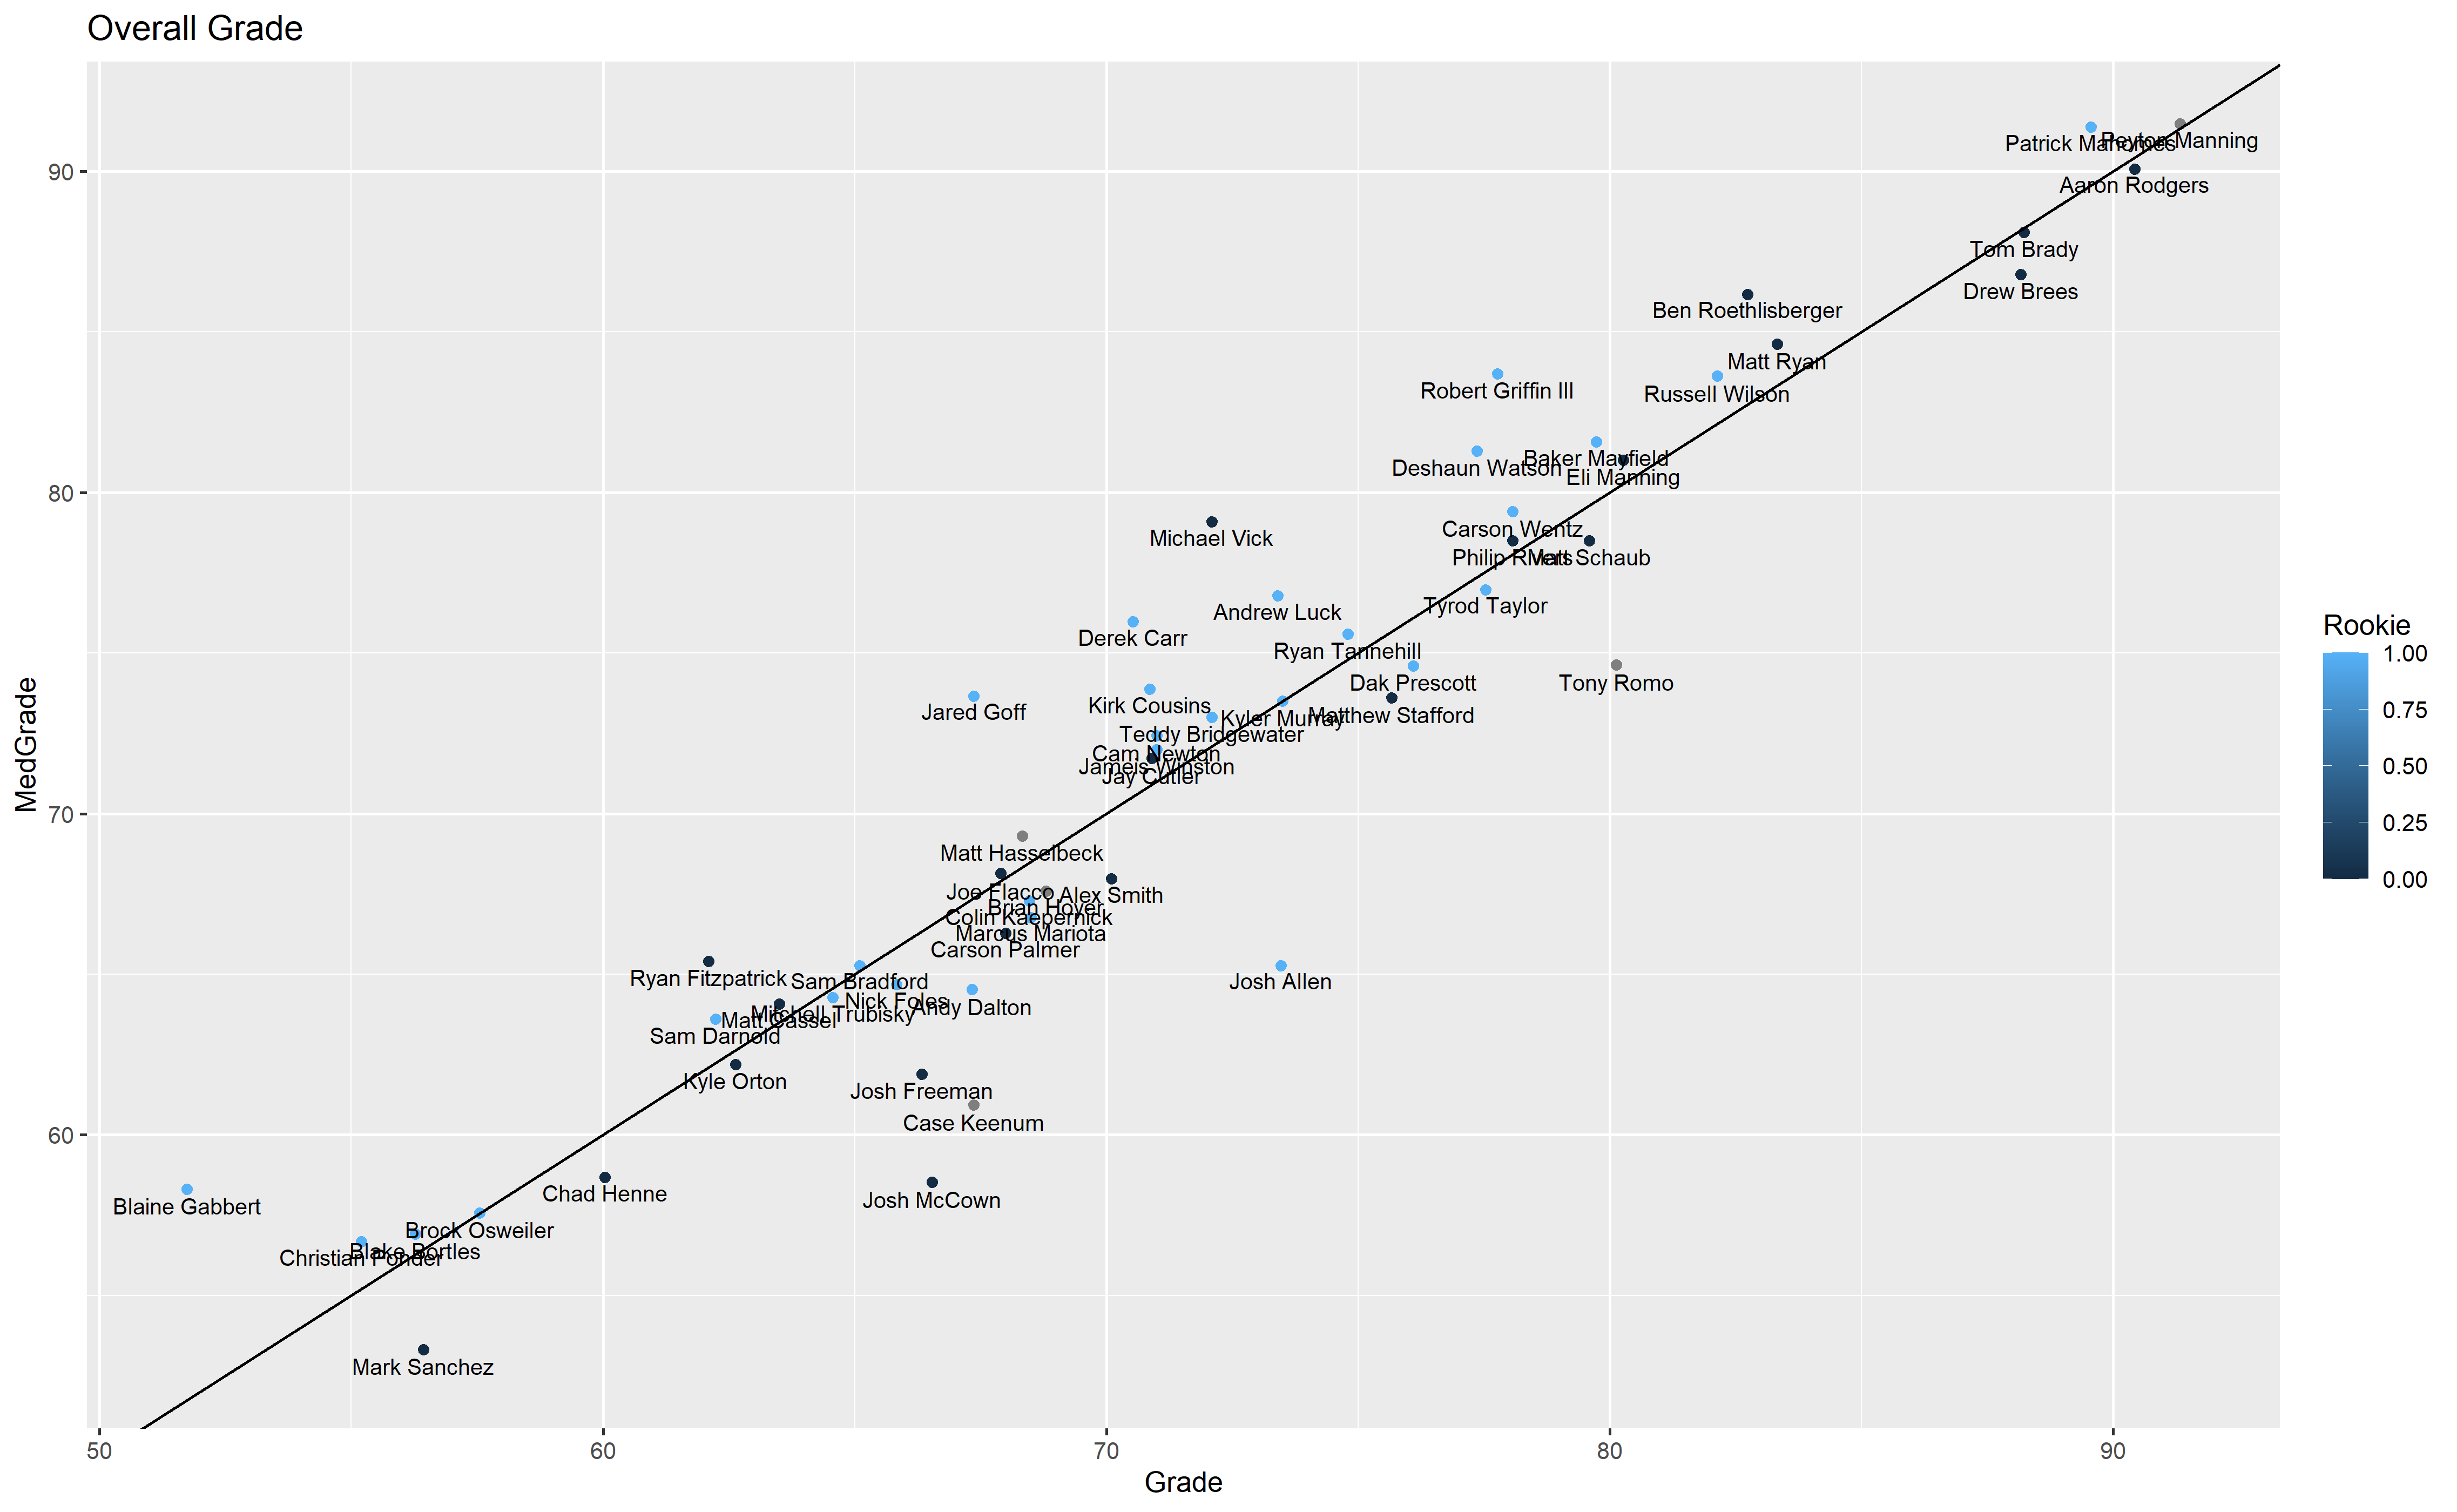 Overall Grade
Patrick Mahomes
Peyton Manning
90
Aaron Rodgers
Tom Brady
Drew Brees
Ben Roethlisberger
Matt Ryan
Robert Griffin III
Russell Wilson
Baker Mayfield
Deshaun Watson
Eli Manning
80
Carson Wentz
Michael Vick
Philip Rivers
Matt Schaub
Tyrod Taylor
Andrew Luck
Derek Carr
Ryan Tannehill
Dak Prescott
Tony Romo
Kirk Cousins
Jared Goff
Kyler Murray
Matthew Stafford
Teddy Bridgewater
Cam Newton
Jameis Winston
Jay Cutler
70
Matt Hasselbeck
Joe Flacco
Alex Smith
Brian Hoyer
Colin Kaepernick
Marcus Mariota
Carson Palmer
Ryan Fitzpatrick
Sam Bradford
Josh Allen
Nick Foles
Andy Dalton
Mitchell Trubisky
Matt Cassel
Sam Darnold
Kyle Orton
Josh Freeman
Case Keenum
60
Chad Henne
Josh McCown
Blaine Gabbert
Brock Osweiler
Blake Bortles
Christian Ponder
Mark Sanchez
50
60
70
80
90
Grade
MedGrade
Rookie
1.00
0.75
0.50
0.25
0.00